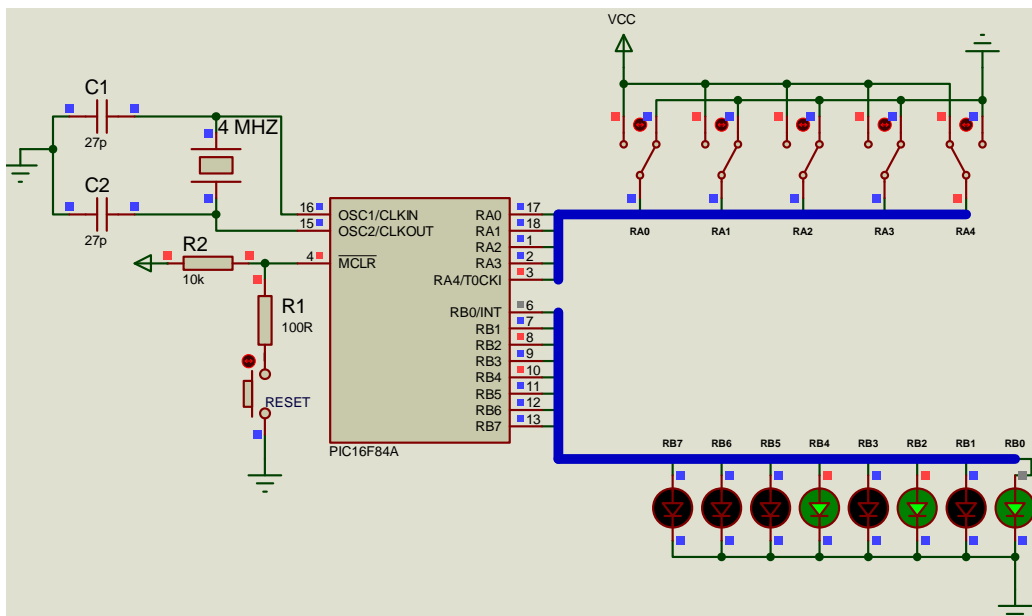 VCC
C1
27p
4 MHZ
C2
27p
R2
10k
R1
100R
RESET
16
OSC1/CLKIN
15
OSC2/CLKOUT
4
MCLR
RA0
17
RA1
18
RA2
1
RA3
2
RA4/T0CKI
3
RB0/INT
6
RB1
7
RB2
8
RB3
9
RB4
10
RB5
11
RB6
12
RB7
13
PIC16F84A
RA0 RA1 RA2 RA3 RA4
RB7 RB6 RB5 RB4 RB3 RB2 RB1 RB0